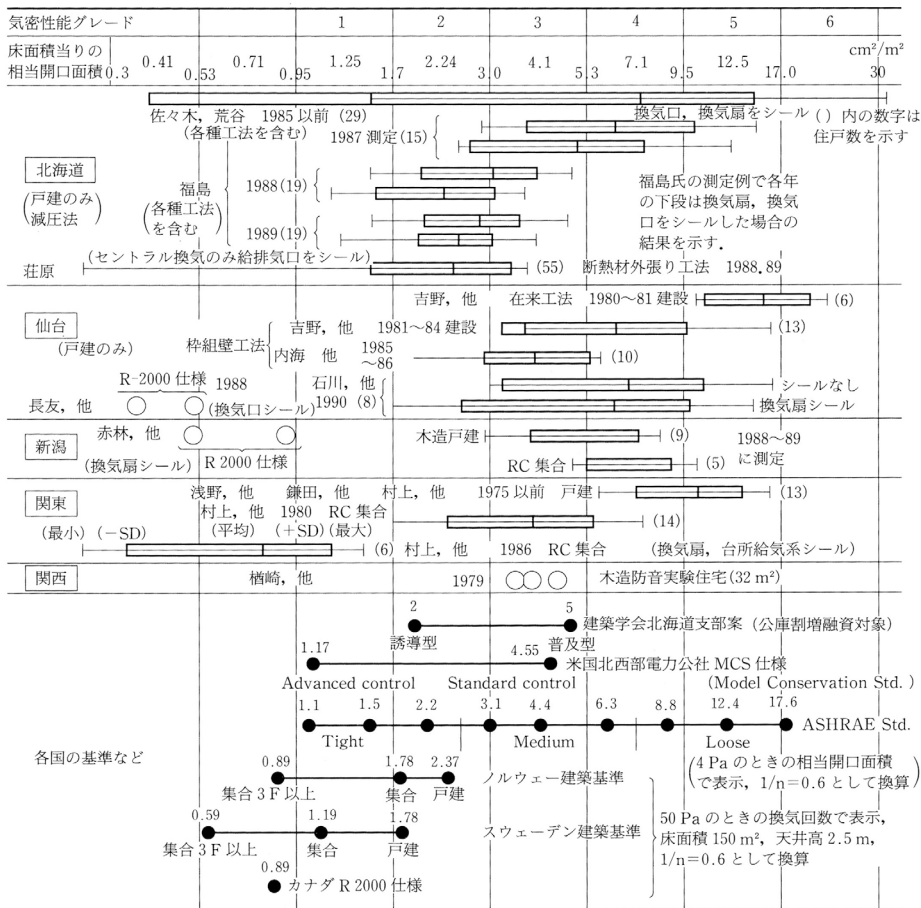 気密性能グレード 1 2 3 4 5 6
床面積当りの相当開口面積 0.3 0.41 0.53 0.71 0.95 1.25 1.7 2.24 3.0 4.1 5.3 7.1 9.5 12.5 17.0 30 cm²/m²
佐々木, 荒谷 1985以前 (29)
(各種工法を含む)
換気口, 換気扇をシール
( ) 内の数字は
住戸数を示す
1987 測定(15)
北海道
(戸建のみ
減圧法)
福島
(各種工法
を含む)
1988(19)
1989(19)
福島氏の測定例で各年
の下段は換気扇, 換気
口をシールした場合の
結果を示す.
(セントラル換気のみ給排気口をシール)
荘原 (55) 断熱材外張り工法 1988.89
吉野, 他 在来工法 1980〜81 建設 (6)
仙台
(戸建のみ)
枠組壁工法
吉野, 他 1981〜84 建設 (13)
内海 他 1985
〜86
(10)
R-2000 仕様
1988
長友, 他 (換気口シール)
石川, 他
1990 (8)
シールなし
換気扇シール
新潟
赤林, 他
(換気扇シール) R 2000 仕様
木造戸建 (9)
RC 集合 (5)
1988〜89
に測定
関東
浅野, 他 鎌田, 他 村上, 他 1975 以前 戸建 (13)
村上, 他 1980 RC 集合 (14)
(最小) (−SD) (平均) (+SD) (最大)
(6) 村上, 他 1986 RC 集合 (換気扇, 台所給気系シール)
関西 楢崎, 他 1979 木造防音実験住宅(32 m²)
各国の基準など
2 5
誘導型 普及型
建築学会北海道支部案 (公庫割増融資対象)
1.17 4.55
米国北西部電力公社 MCS 仕様
Advanced control Standard control (Model Conservation Std. )
1.1 1.5 2.2 3.1 4.4 6.3 8.8 12.4 17.6
ASHRAE Std.
Tight Medium Loose
(4 Pa のときの相当開口面積
で表示, 1/n=0.6 として換算)
0.89 1.78 2.37
ノルウェー建築基準
集合 3 F 以上 集合 戸建
0.59 1.19 1.78
スウェーデン建築基準
集合 3 F 以上 集合 戸建
50 Pa のときの換気回数で表示,
床面積 150 m², 天井高 2.5 m,
1/n=0.6 として換算
0.89
カナダ R 2000 仕様